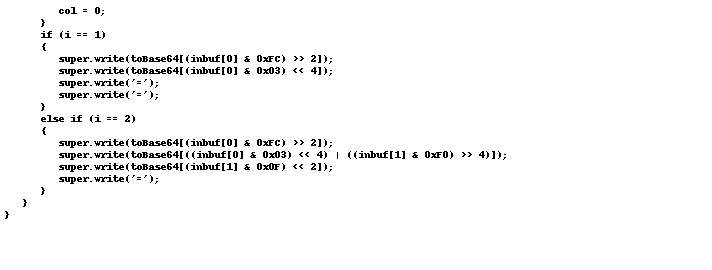 col = 0;
}
if (i == 1)
{
super.write(toBase64[(inbuf[0] & 0xFC) >> 2]);
super.write(toBase64[(inbuf[0] & 0x03) << 4]);
super.write('=');
super.write('=');
}
else if (i == 2)
{
super.write(toBase64[(inbuf[0] & 0xFC) >> 2]);
super.write(toBase64[((inbuf[0] & 0x03) << 4) | ((inbuf[1] & 0xF0) >> 4)]);
super.write(toBase64[(inbuf[1] & 0x0F) << 2]);
super.write('=');
}
}
}